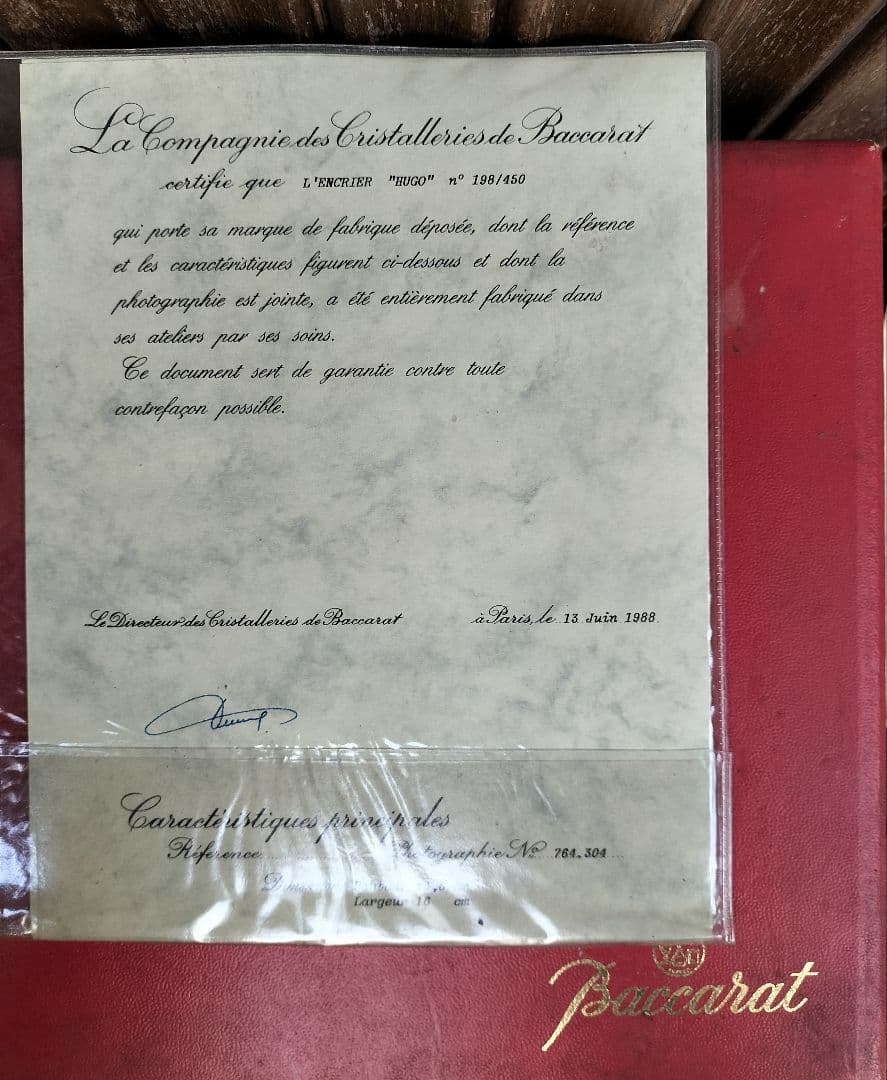 La Compagnie des Cristalleries de Baccarat
certifie que L'ENCRIER "HUGO" n° 198/450
qui porte sa marque de fabrique déposée, dont la référence
et les caractéristiques figurent ci-dessous et dont la
photographie est jointe, a été entièrement fabriqué dans
ses ateliers par ses soins.
Ce document sert de garantie contre toute
contrefaçon possible.
Le Directeur des Cristalleries de Baccarat à Paris, le 13 Juin 1988
Caractéristiques principales
Réference Photographie No 764.304
Largeur cm
Baccarat